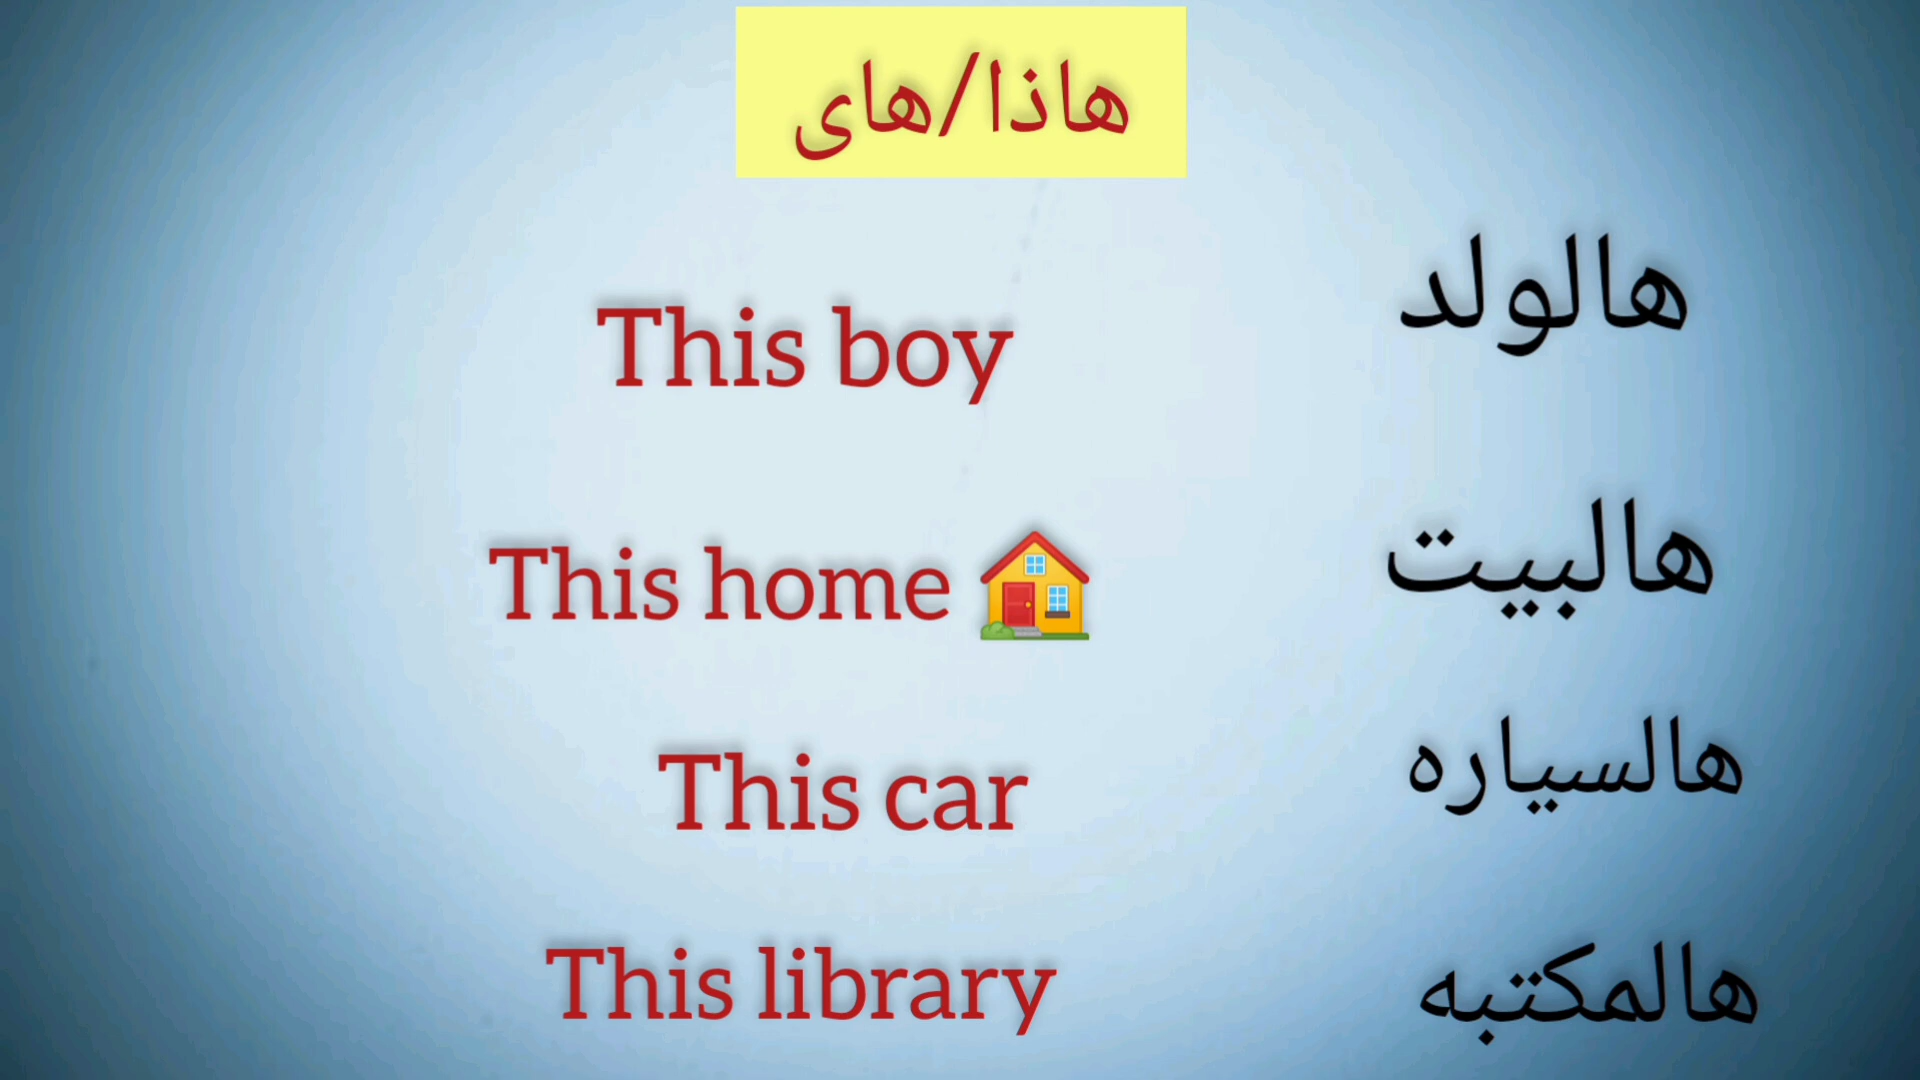 هاذا/هاى
This boy
هالولد
This home 🏠
هالبيت
This car
هالسياره
This library
هالمكتبه